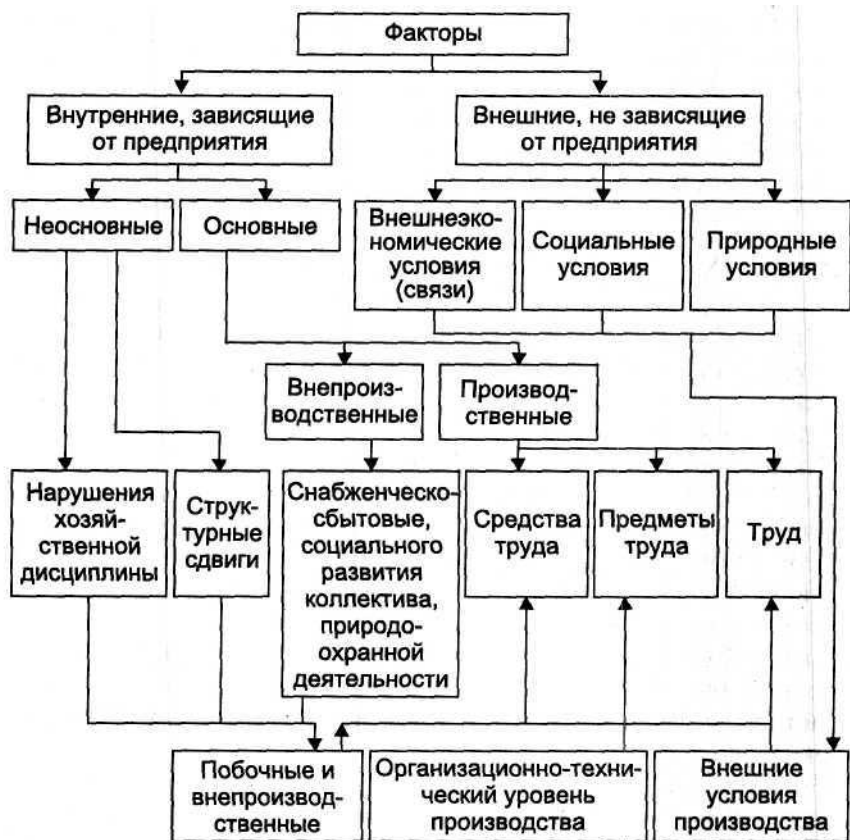 Факторы
Внутренние, зависящие
от предприятия
Внешние, не зависящие
от предприятия
Неосновные
Основные
Внешнеэко-
номические
условия
(связи)
Социальные
условия
Природные
условия
Внепроиз-
водственные
Производ-
ственные
Нарушения
хозяй-
ственной
дисциплины
Струк-
турные
сдвиги
Снабженческо-
сбытовые,
социального
развития
коллектива,
природо-
охранной
деятельности
Средства
труда
Предметы
труда
Труд
Побочные и
внепроизвод-
ственные
Организационно-техни-
ческий уровень
производства
Внешние
условия
производства